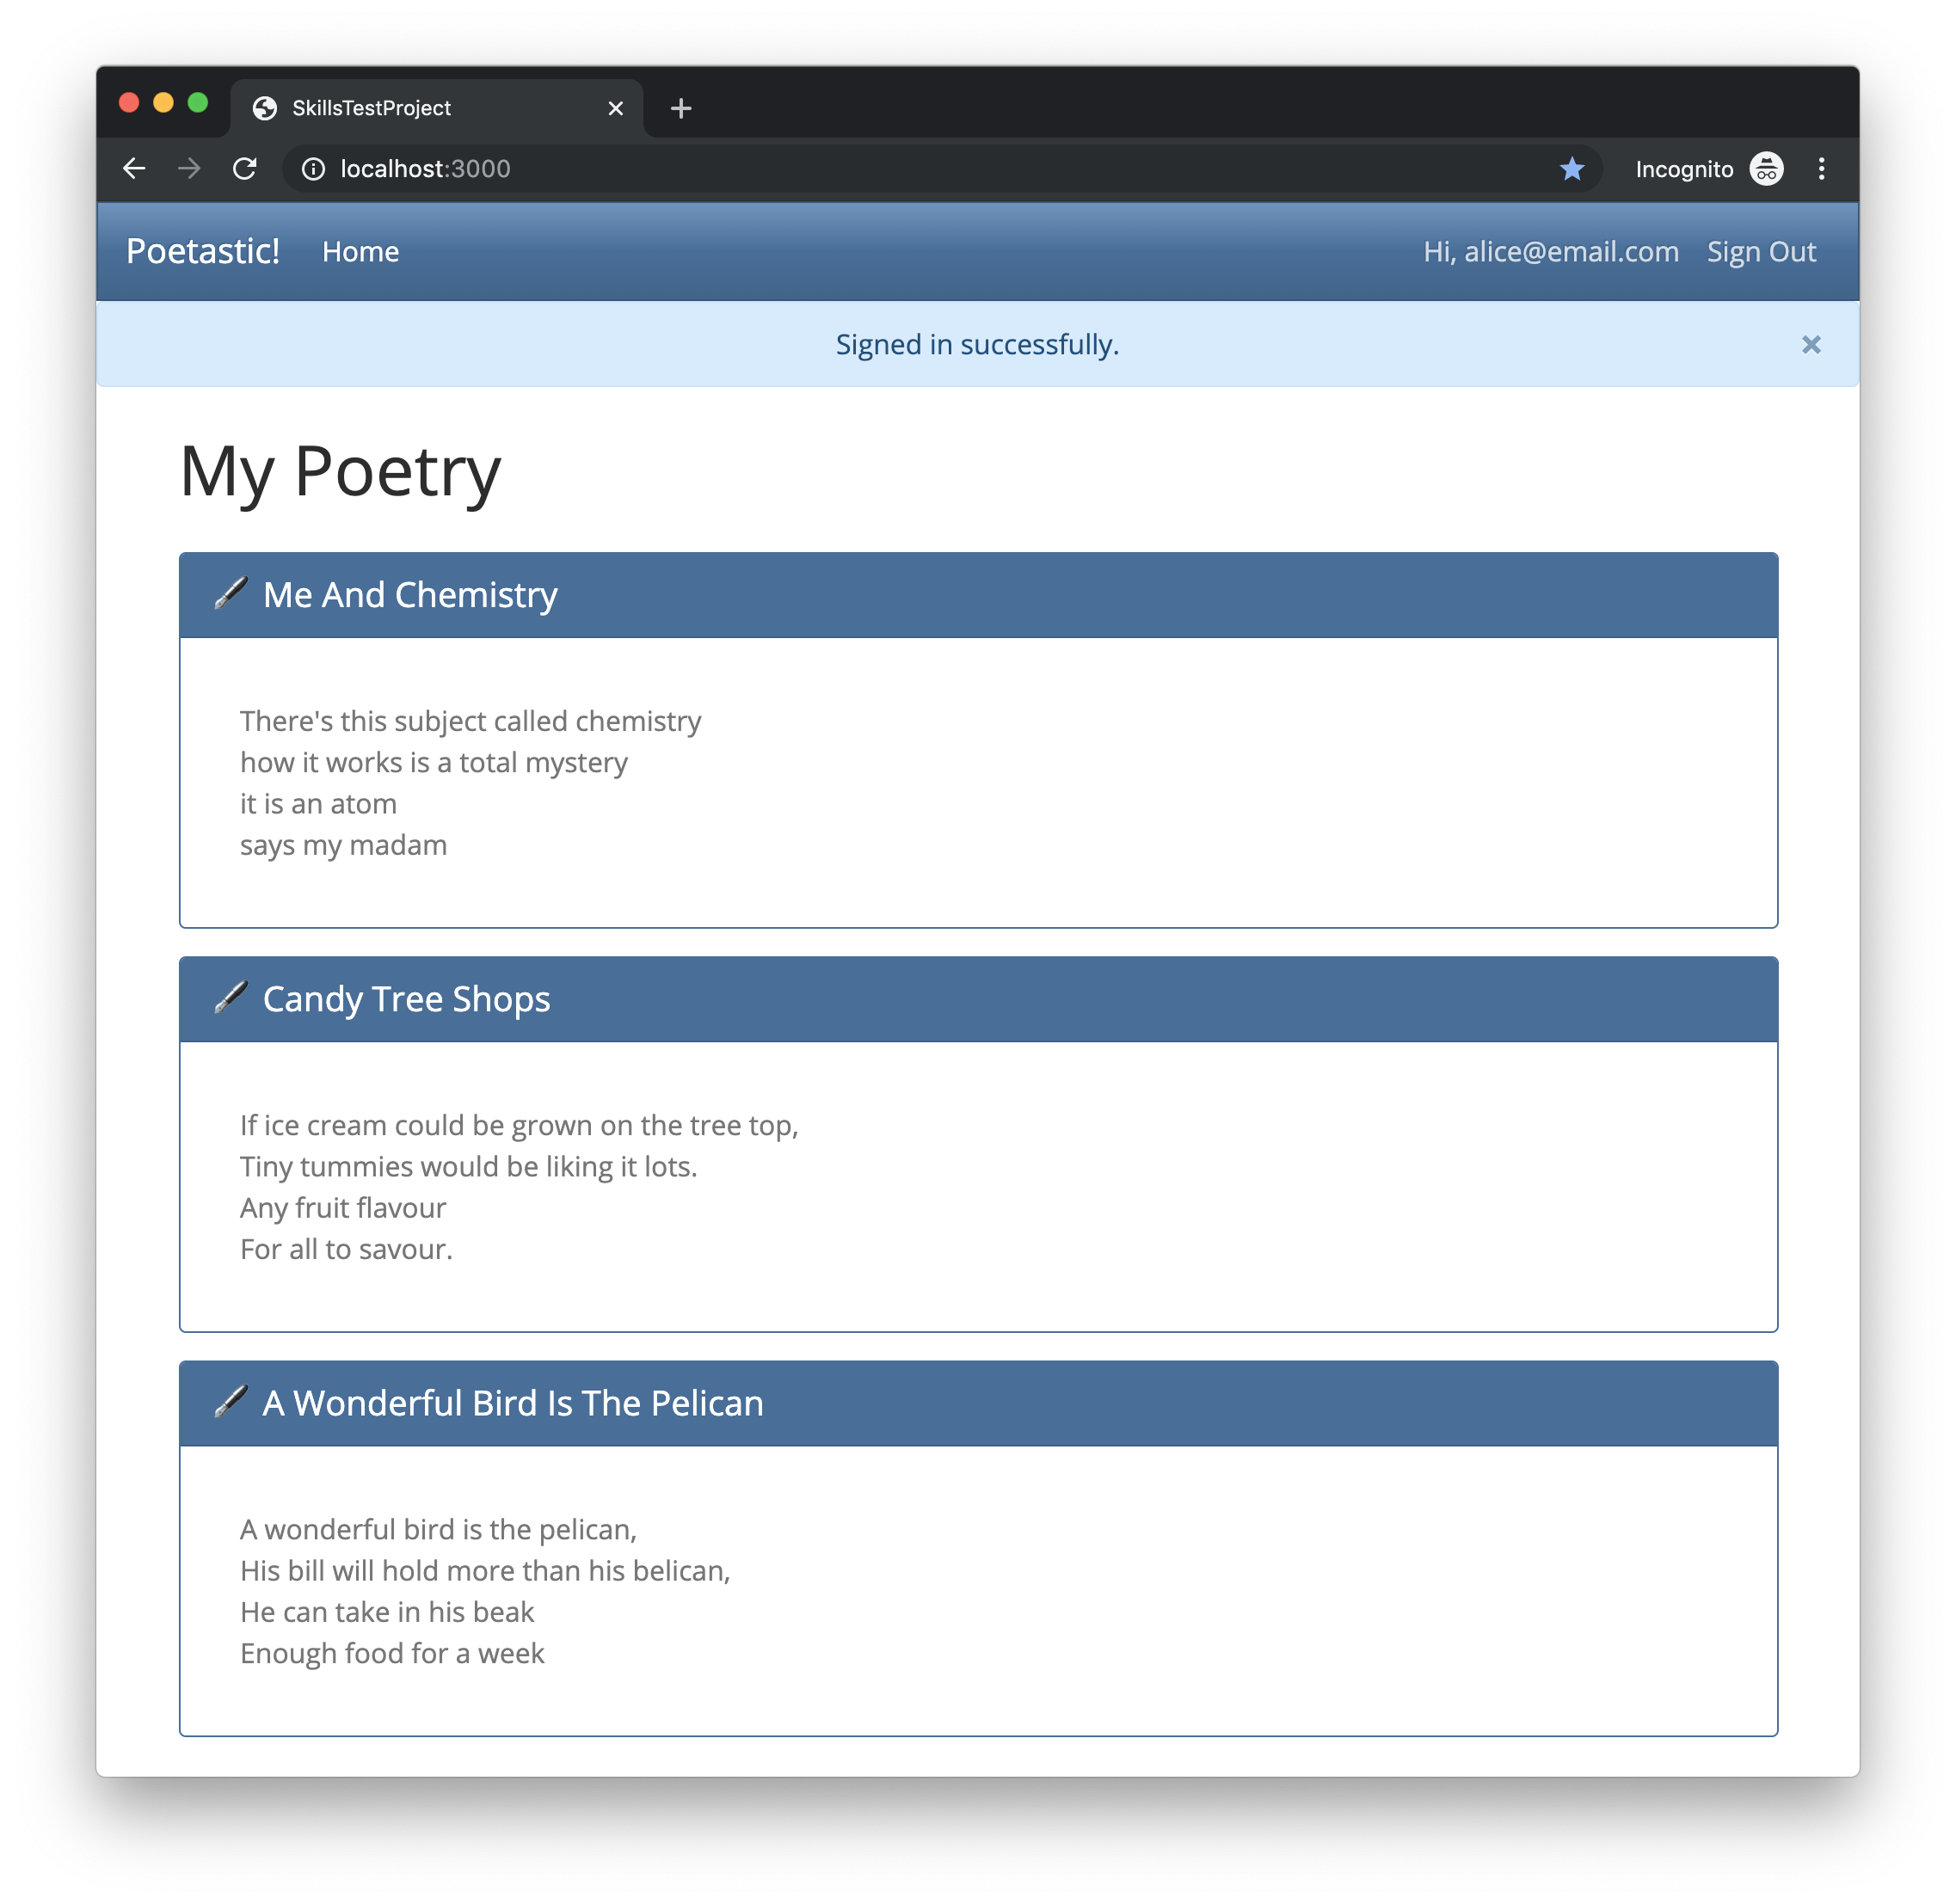 SkillsTestProject
localhost:3000
Incognito
Poetastic! Home Hi, alice@email.com Sign Out
Signed in successfully.
My Poetry
Me And Chemistry
There's this subject called chemistry
how it works is a total mystery
it is an atom
says my madam
Candy Tree Shops
If ice cream could be grown on the tree top,
Tiny tummies would be liking it lots.
Any fruit flavour
For all to savour.
A Wonderful Bird Is The Pelican
A wonderful bird is the pelican,
His bill will hold more than his belican,
He can take in his beak
Enough food for a week